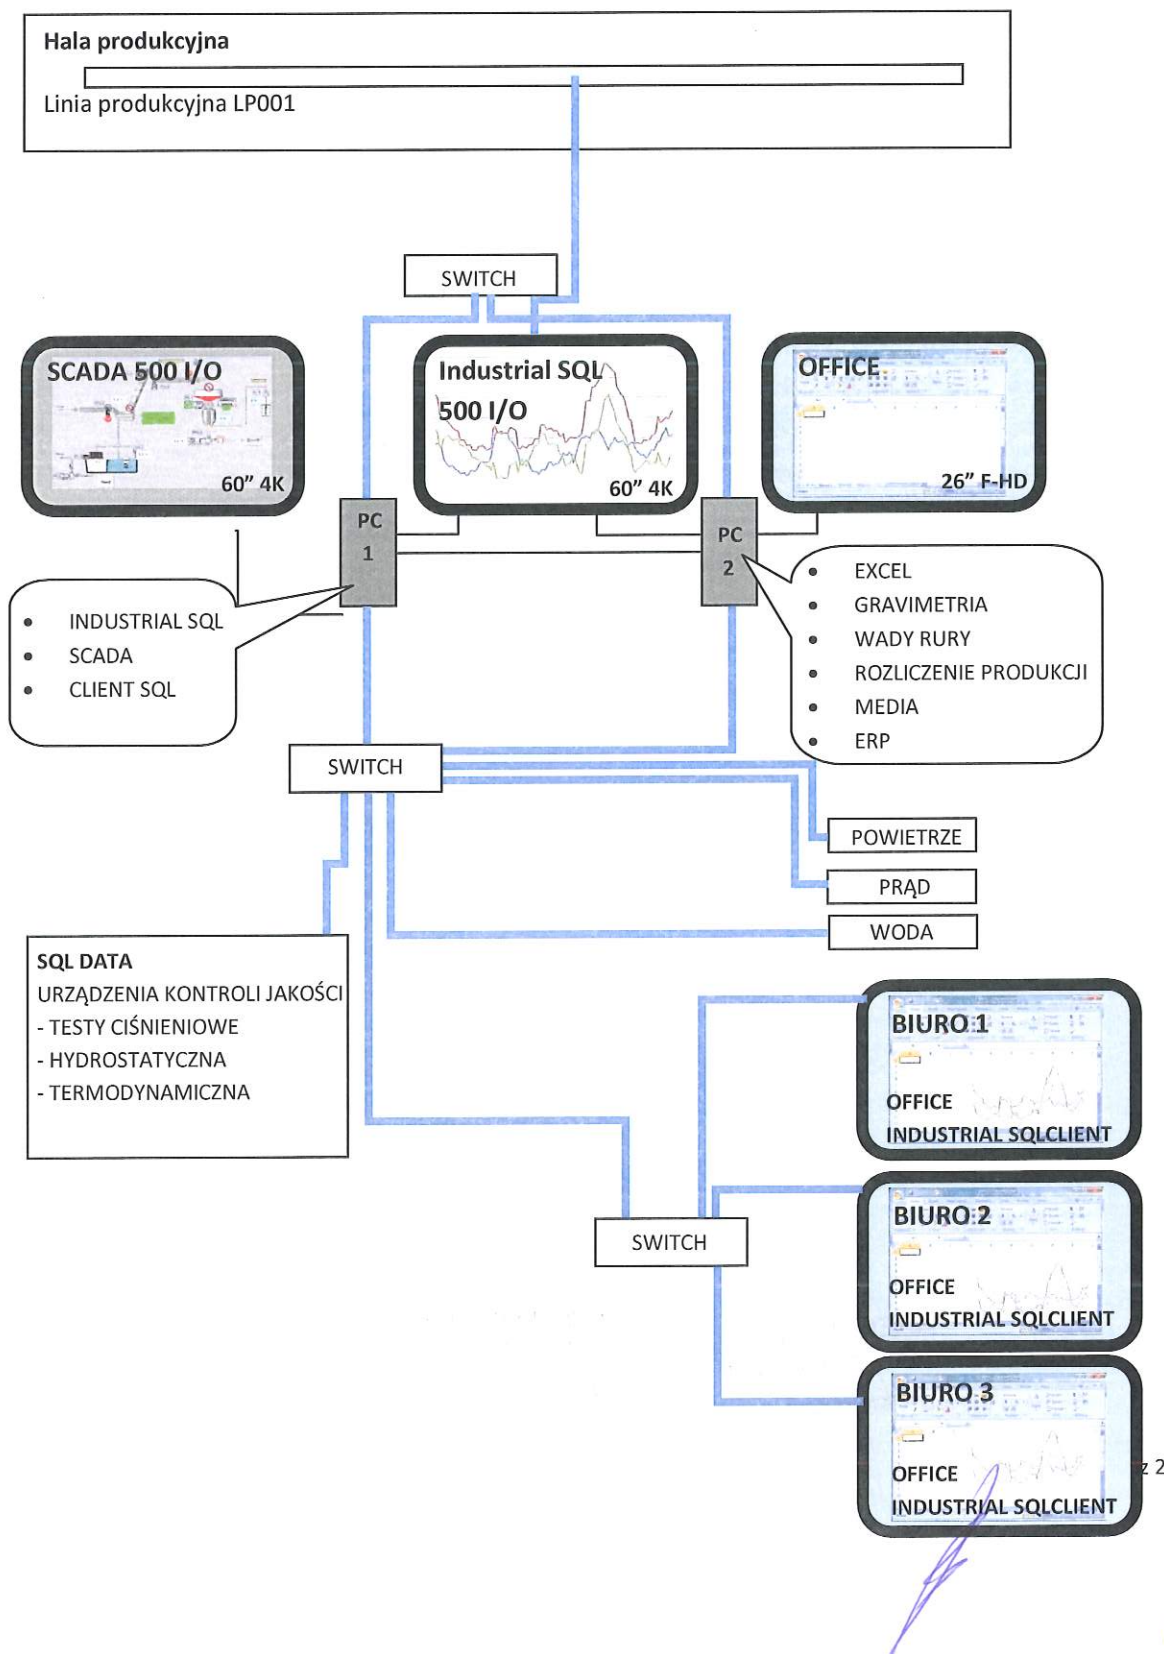 Hala produkcyjna
Linia produkcyjna LP001
SWITCH
SCADA 500 I/O
60” 4K
Industrial SQL
500 I/O
60” 4K
OFFICE
26” F-HD
PC
1
PC
2
• INDUSTRIAL SQL
• SCADA
• CLIENT SQL
• EXCEL
• GRAVIMETRIA
• WADY RURY
• ROZLICZENIE PRODUKCJI
• MEDIA
• ERP
SWITCH
POWIETRZE
PRĄD
WODA
SQL DATA
URZĄDZENIA KONTROLI JAKOŚCI
- TESTY CIŚNIENIOWE
- HYDROSTATYCZNA
- TERMODYNAMICZNA
SWITCH
BIURO 1
OFFICE
INDUSTRIAL SQLCLIENT
BIURO 2
OFFICE
INDUSTRIAL SQLCLIENT
BIURO 3
OFFICE
INDUSTRIAL SQLCLIENT
z 2